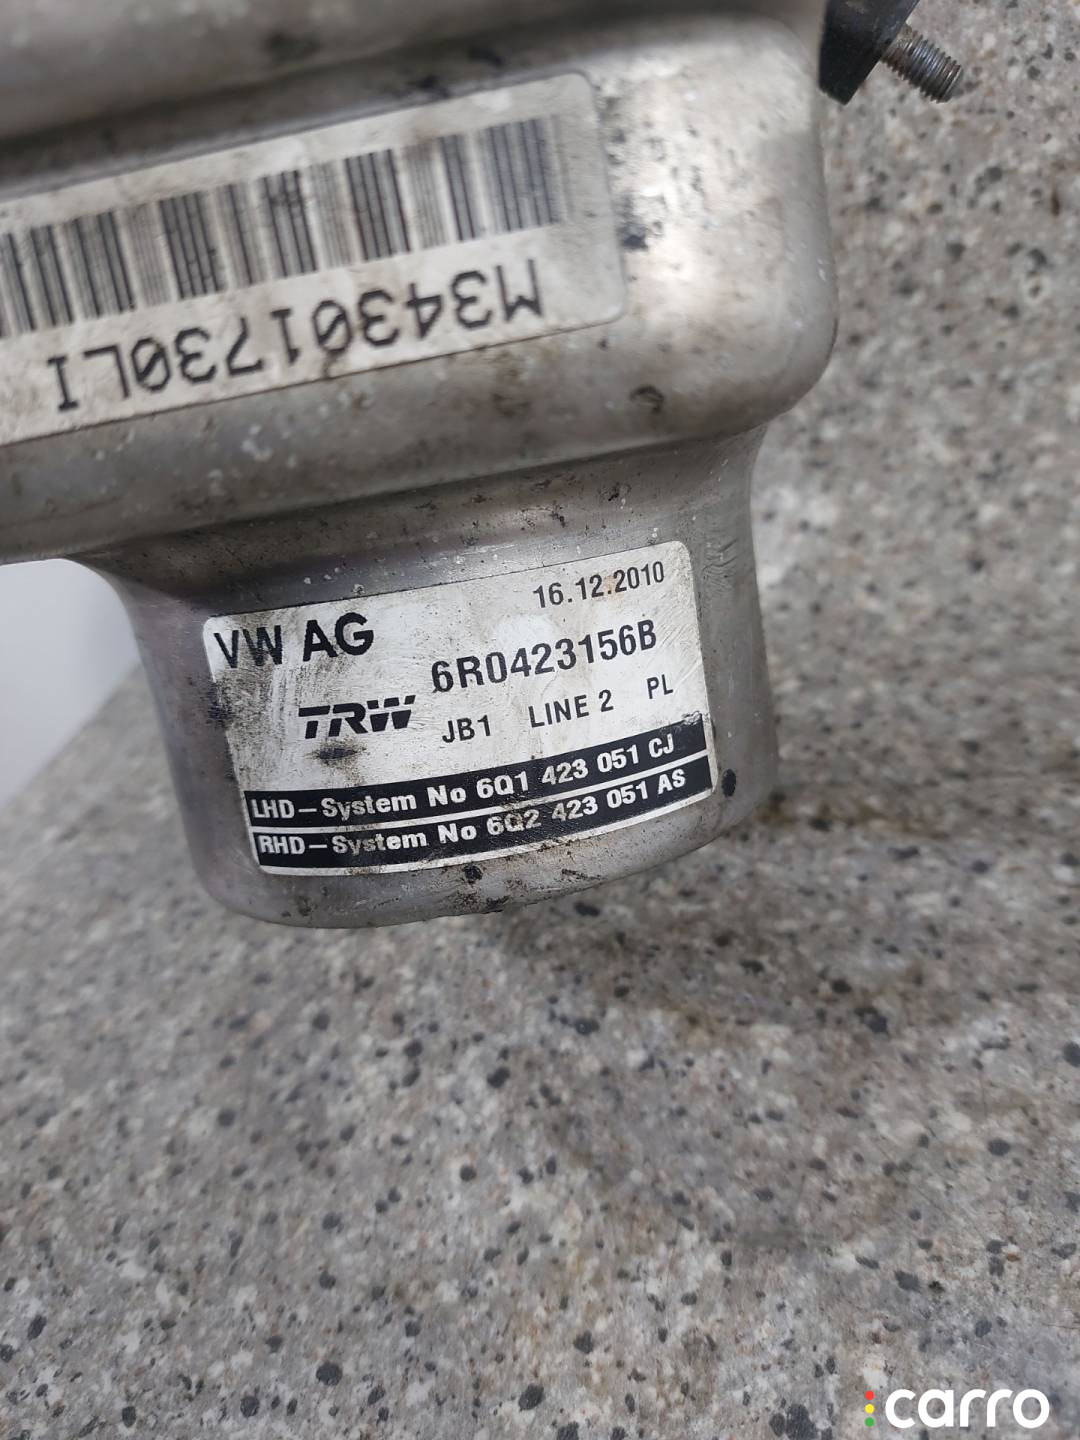 M34301730LI
16.12.2010
VW AG
6R0423156B
TRW JB1 LINE 2 PL
LHD-System No 6Q1 423 051 CJ
RHD-System No 6Q2 423 051 AS
carro